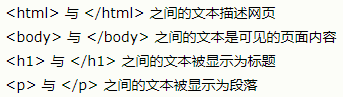 <html> 与 </html> 之间的文本描述网页
<body> 与 </body> 之间的文本是可见的页面内容
<h1> 与 </h1> 之间的文本被显示为标题
<p> 与 </p> 之间的文本被显示为段落